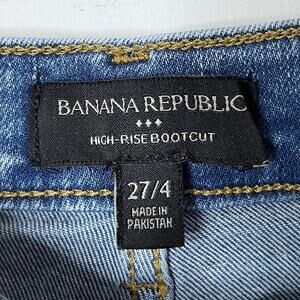 BANANA REPUBLIC
HIGH-RISE BOOTCUT
27/4
MADE IN
PAKISTAN